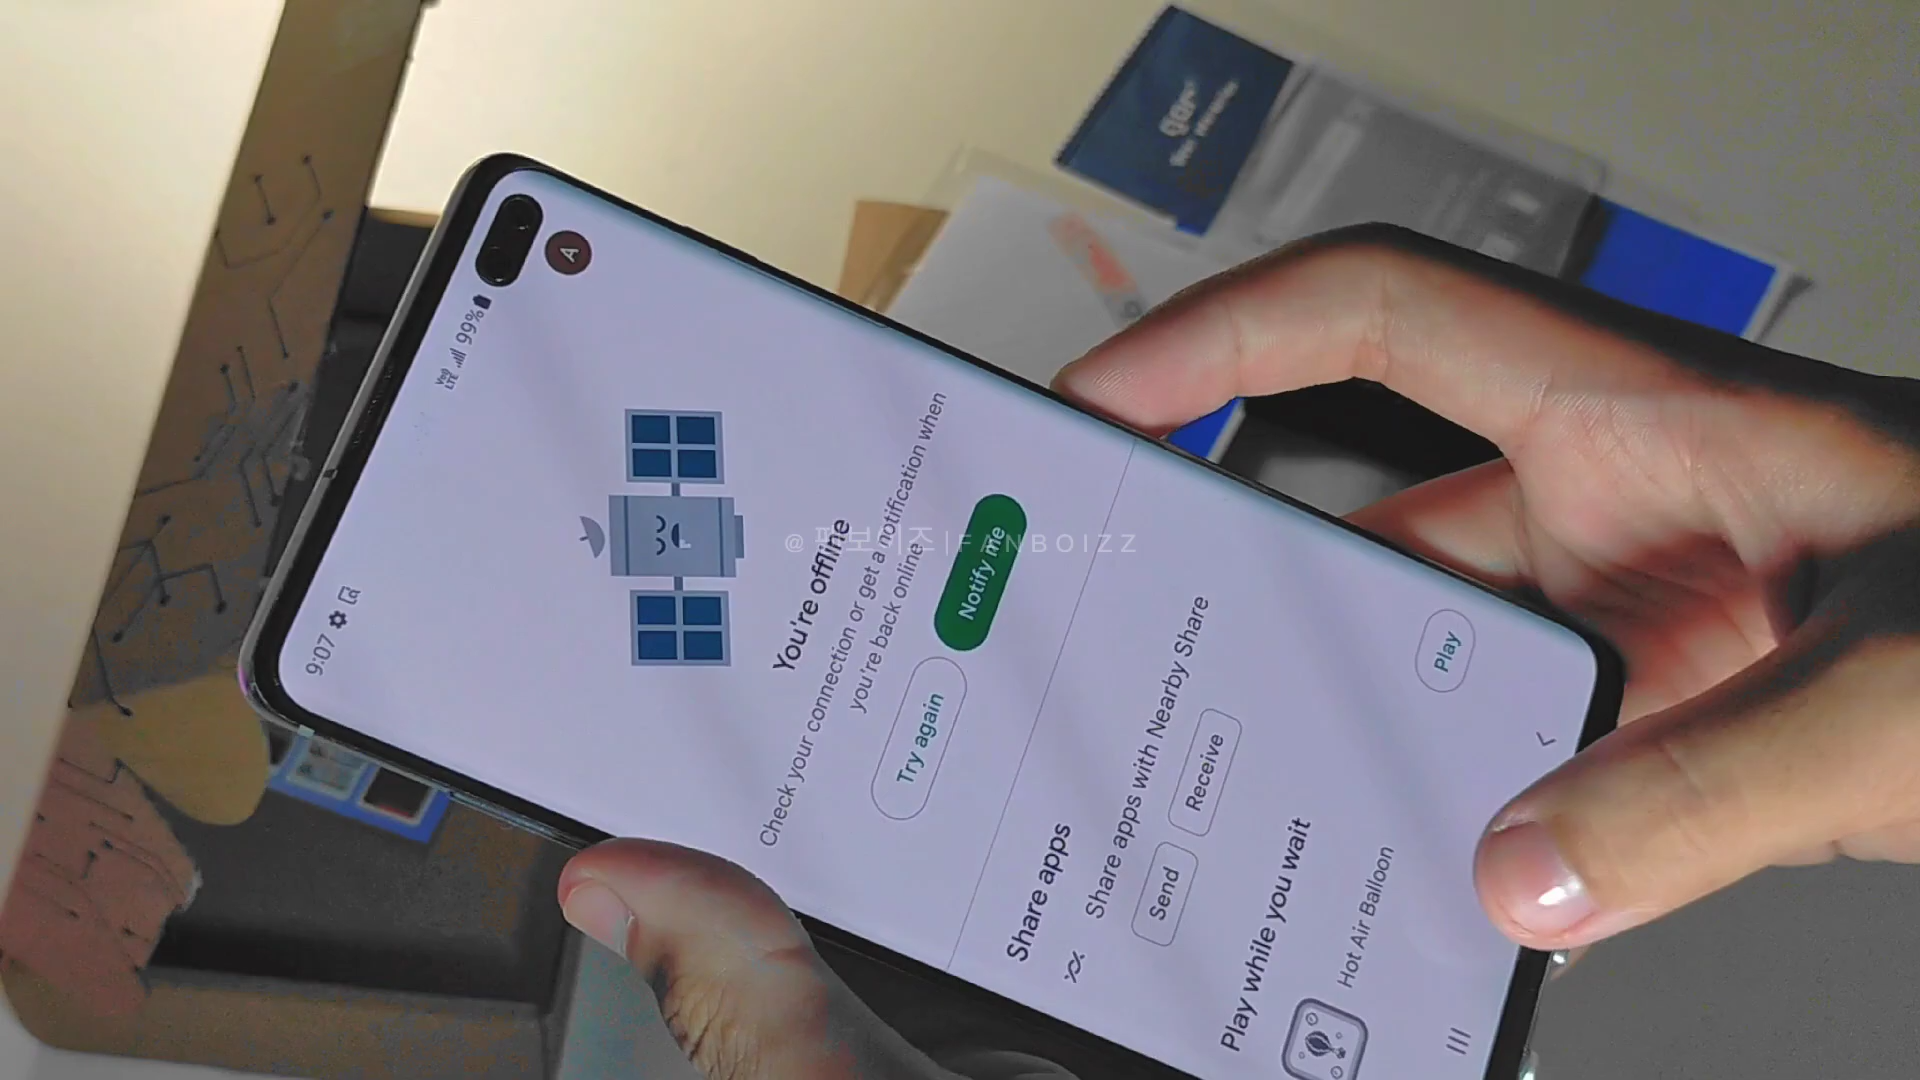 9:07
VoD
LTE
99%
A
You're offline
Check your connection or get a notification when
you're back online
Try again
Notify me
Share apps
Share apps with Nearby Share
Send
Receive
Play while you wait
Hot Air Balloon
Play
@팬보이즈|FANBOIZZ